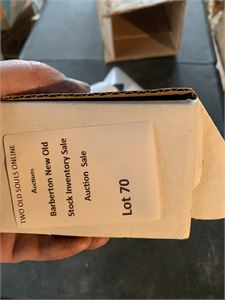 TWO OLD SOULS ONLINE
Auctions
Barberton New Old
Stock Inventory Sale
Auction Sale
Lot 70